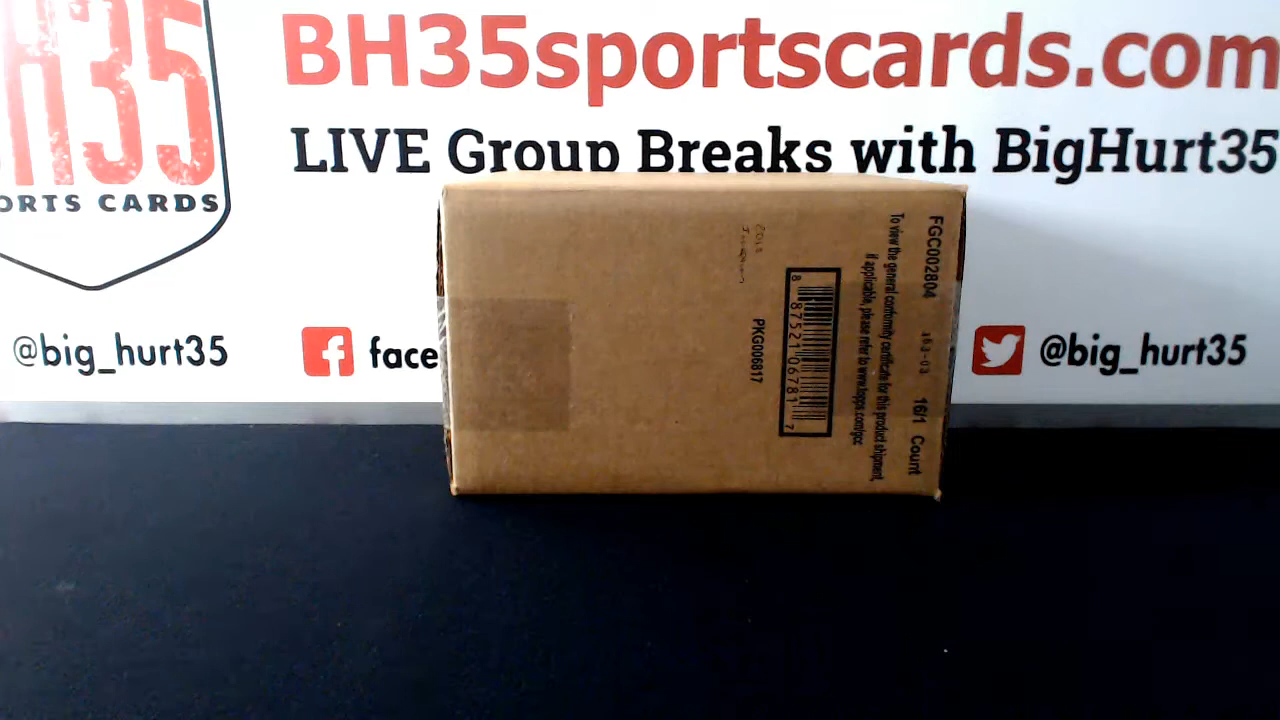 H35
ORTS CARDS
BH35sportscards.com
LIVE Group Breaks with BigHurt35
@big_hurt35
face
@big_hurt35
FGC002804 163-03 16/1 Count
To view the general conformity certificate for this product shipment,
if applicable, please refer to www.topps.com/gcc
8 87521 06781 7
PKG006817